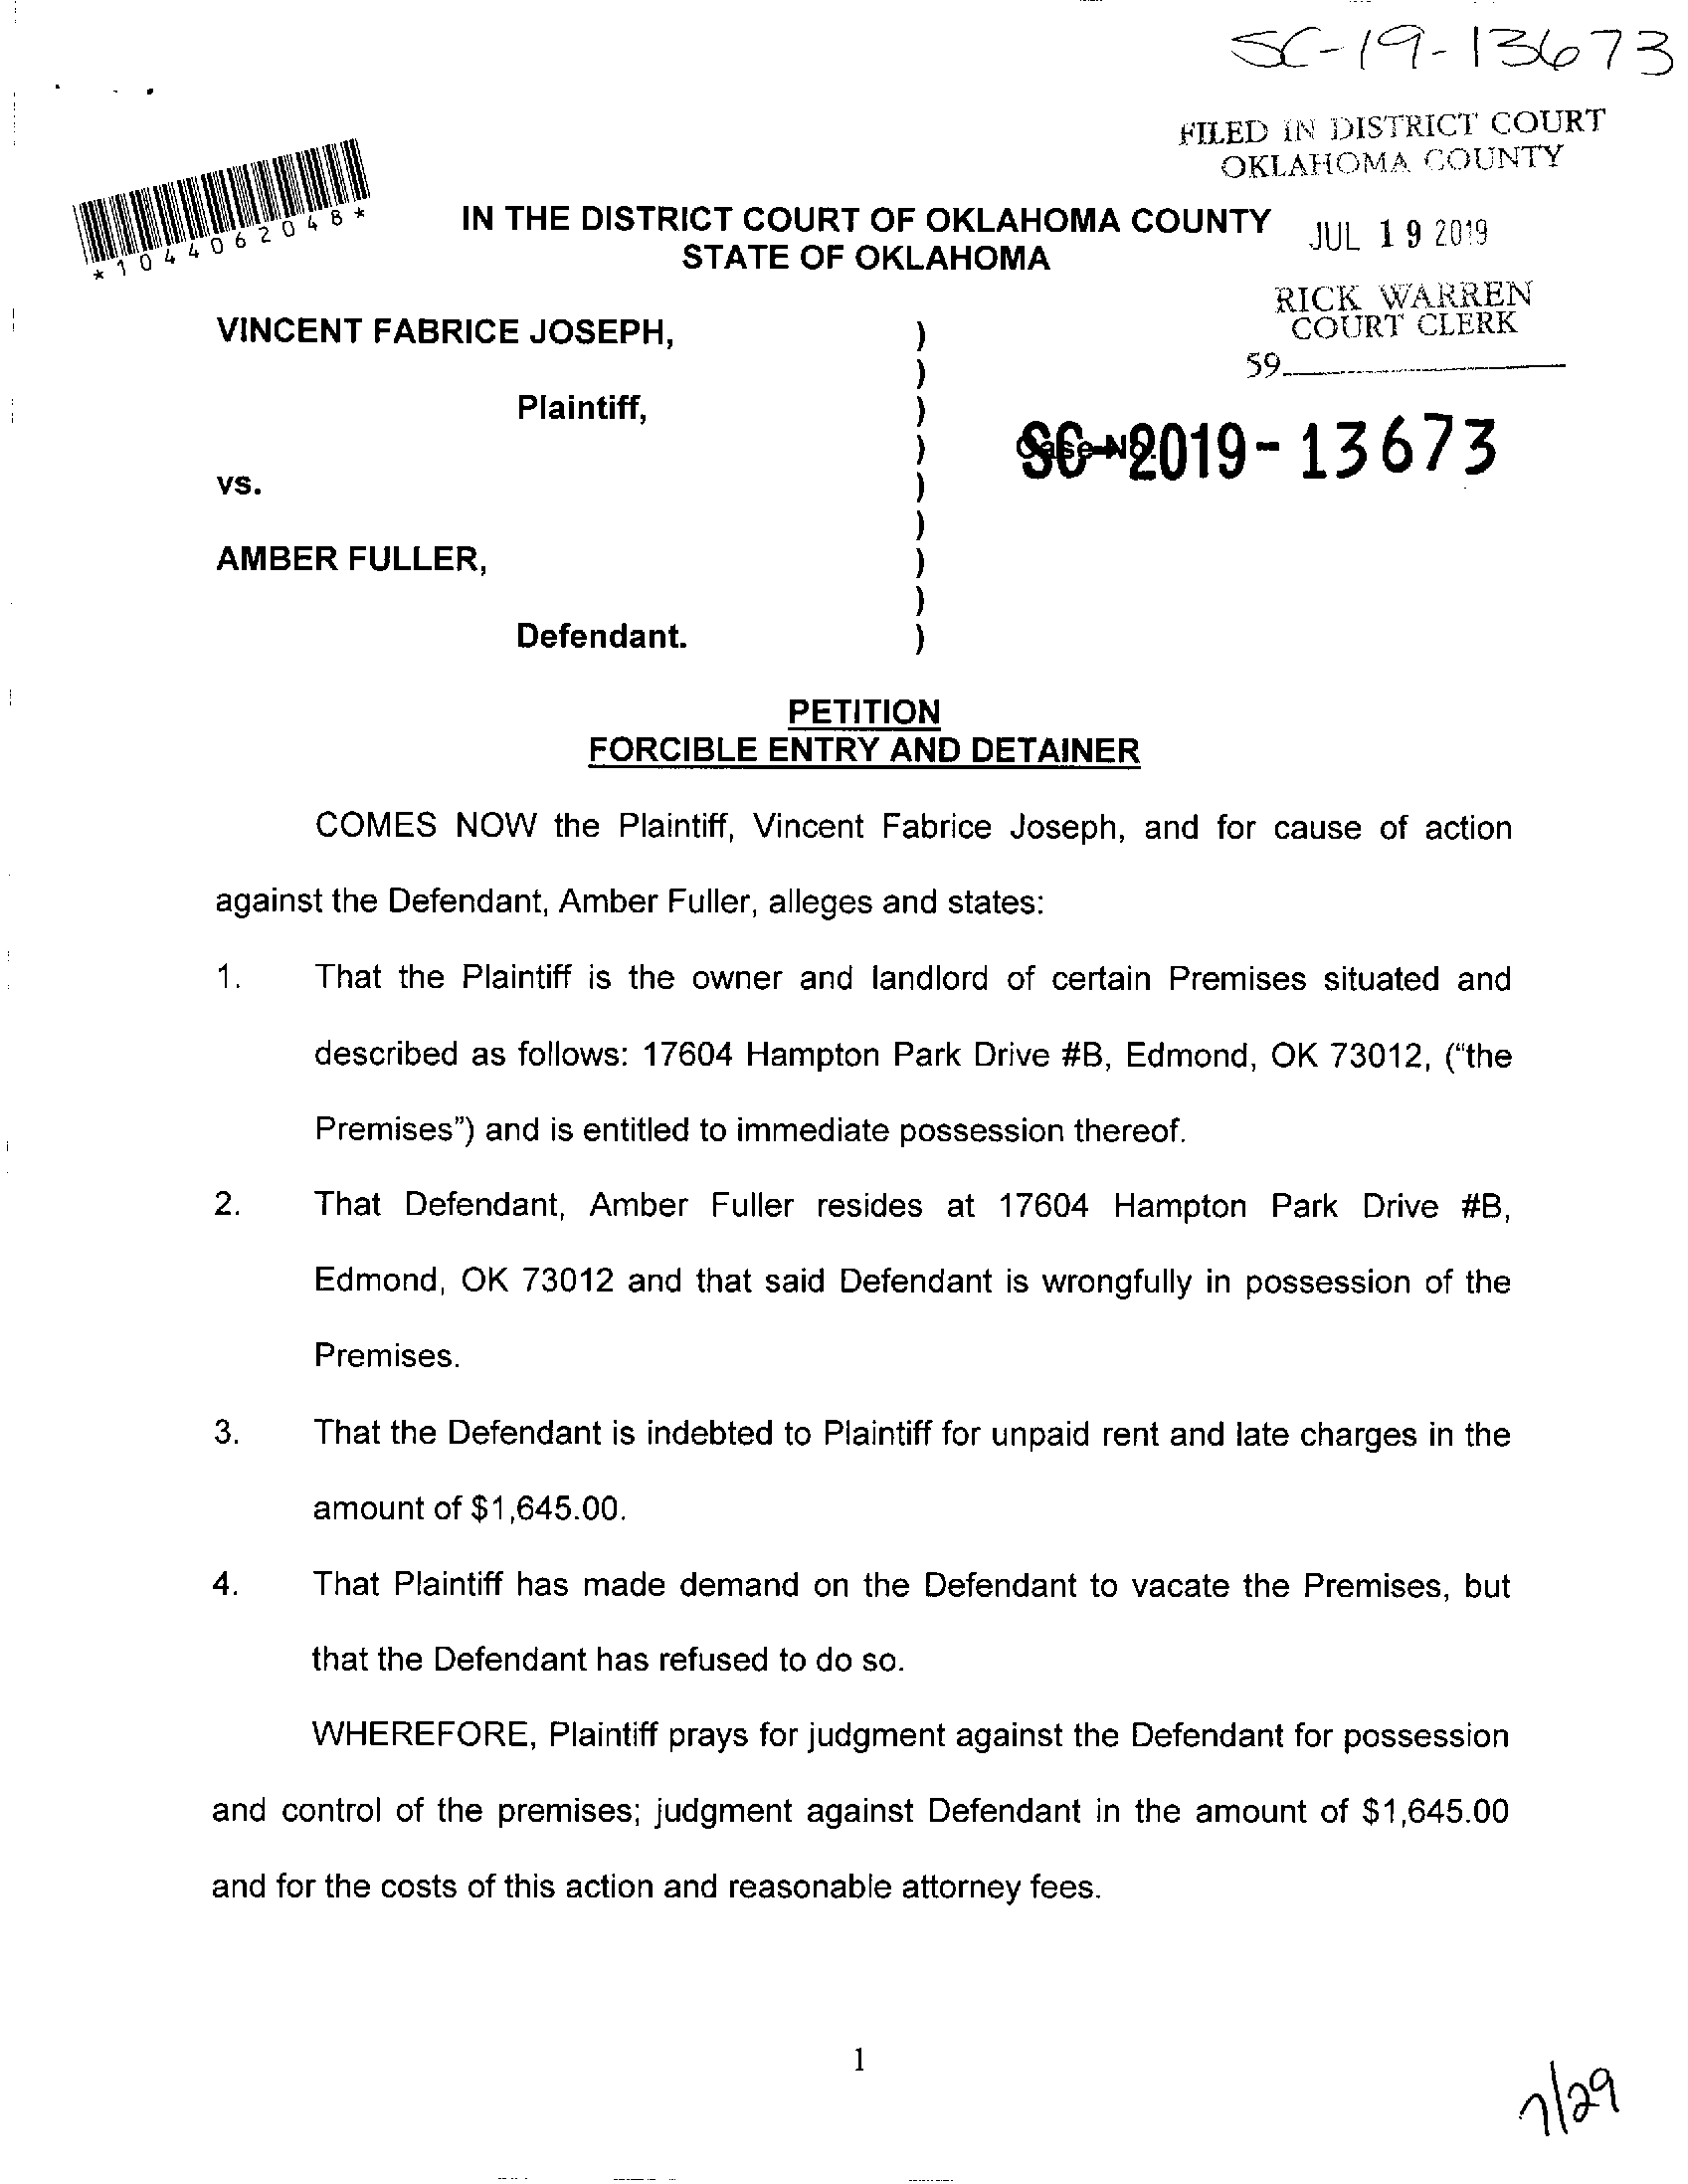 SC-19-13673
FILED IN DISTRICT COURT
OKLAHOMA COUNTY
*1044062048*
IN THE DISTRICT COURT OF OKLAHOMA COUNTY
STATE OF OKLAHOMA
JUL 19 2019
RICK WARREN
COURT CLERK
59
VINCENT FABRICE JOSEPH, )
)
Plaintiff, )
) Case No.
SC-2019-13673
vs. )
)
AMBER FULLER, )
)
Defendant. )
PETITION
FORCIBLE ENTRY AND DETAINER
COMES NOW the Plaintiff, Vincent Fabrice Joseph, and for cause of action
against the Defendant, Amber Fuller, alleges and states:
1. That the Plaintiff is the owner and landlord of certain Premises situated and
described as follows: 17604 Hampton Park Drive #B, Edmond, OK 73012, (“the
Premises”) and is entitled to immediate possession thereof.
2. That Defendant, Amber Fuller resides at 17604 Hampton Park Drive #B,
Edmond, OK 73012 and that said Defendant is wrongfully in possession of the
Premises.
3. That the Defendant is indebted to Plaintiff for unpaid rent and late charges in the
amount of $1,645.00.
4. That Plaintiff has made demand on the Defendant to vacate the Premises, but
that the Defendant has refused to do so.
WHEREFORE, Plaintiff prays for judgment against the Defendant for possession
and control of the premises; judgment against Defendant in the amount of $1,645.00
and for the costs of this action and reasonable attorney fees.
1
7/29